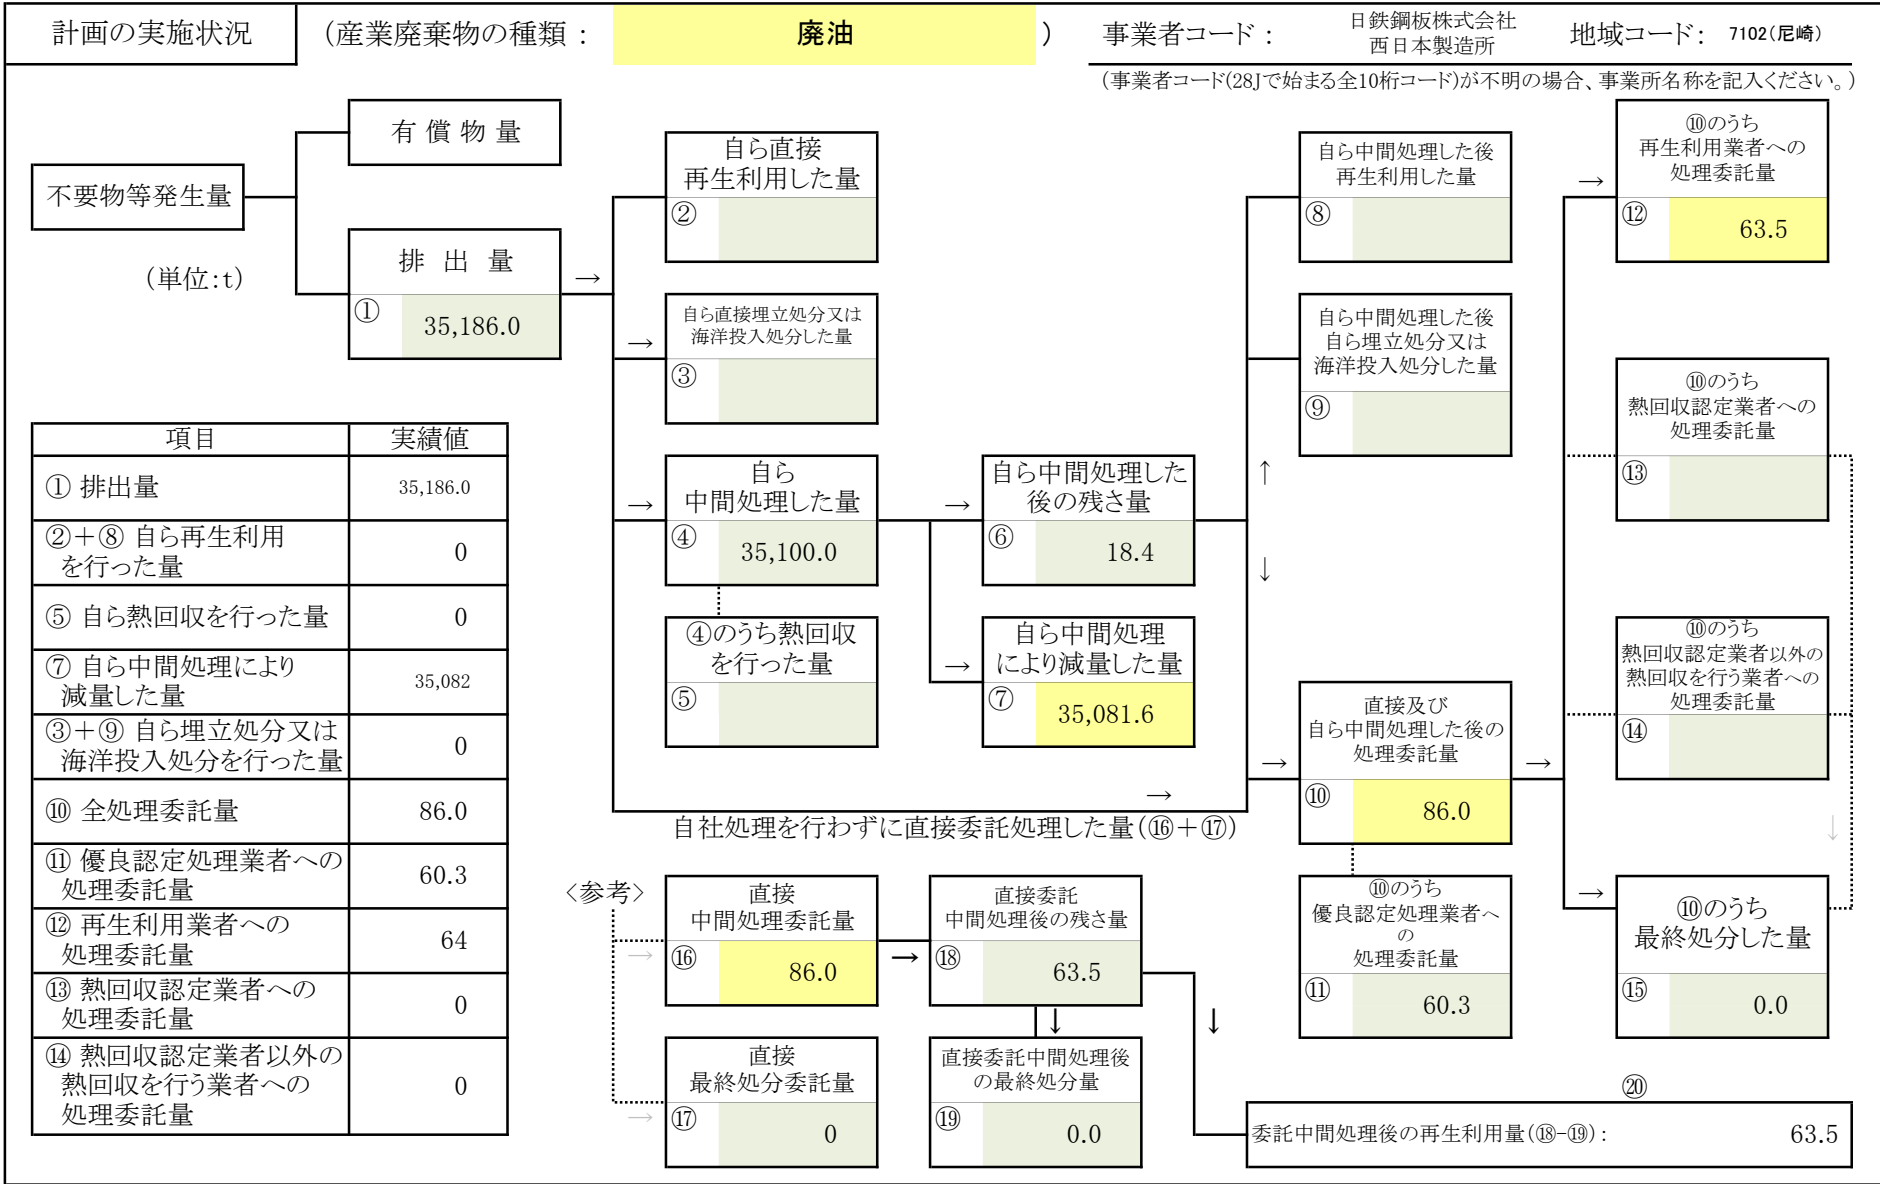 計画の実施状況
(産業廃棄物の種類：
廃油
)
事業者コード：
日鉄鋼板株式会社
西日本製造所
地域コード：
7102(尼崎)
(事業者コード(28Jで始まる全10桁コード)が不明の場合、事業所名称を記入ください。)
不要物等発生量
(単位:t)
有 償 物 量
排 出 量
①
35,186.0
→
自ら直接
再生利用した量
②
→
自ら直接埋立処分又は
海洋投入処分した量
③
→
自ら
中間処理した量
④
35,100.0
④のうち熱回収
を行った量
⑤
→
自ら中間処理した
後の残さ量
⑥
18.4
→
自ら中間処理
により減量した量
⑦
35,081.6
↑
↓
自ら中間処理した後
再生利用した量
⑧
自ら中間処理した後
自ら埋立処分又は
海洋投入処分した量
⑨
→
自社処理を行わずに直接委託処理した量(⑯+⑰)
→
直接及び
自ら中間処理した後の
処理委託量
⑩
86.0
→
⑩のうち
優良認定処理業者へ
の
処理委託量
⑪
60.3
→
⑩のうち
再生利用業者への
処理委託量
⑫
63.5
⑩のうち
熱回収認定業者への
処理委託量
⑬
⑩のうち
熱回収認定業者以外の
熱回収を行う業者への
処理委託量
⑭
↓
→
⑩のうち
最終処分した量
⑮
0.0
項目
実績値
① 排出量
35,186.0
②+⑧ 自ら再生利用
を行った量
0
⑤ 自ら熱回収を行った量
0
⑦ 自ら中間処理により
減量した量
35,082
③+⑨ 自ら埋立処分又は
海洋投入処分を行った量
0
⑩ 全処理委託量
86.0
⑪ 優良認定処理業者への
処理委託量
60.3
⑫ 再生利用業者への
処理委託量
64
⑬ 熱回収認定業者への
処理委託量
0
⑭ 熱回収認定業者以外の
熱回収を行う業者への
処理委託量
0
<参考>
→
直接
中間処理委託量
⑯
86.0
→
直接委託
中間処理後の残さ量
⑱
63.5
→
直接
最終処分委託量
⑰
0
↓
直接委託中間処理後
の最終処分量
⑲
0.0
↓
⑳
委託中間処理後の再生利用量(⑱-⑲)：
63.5